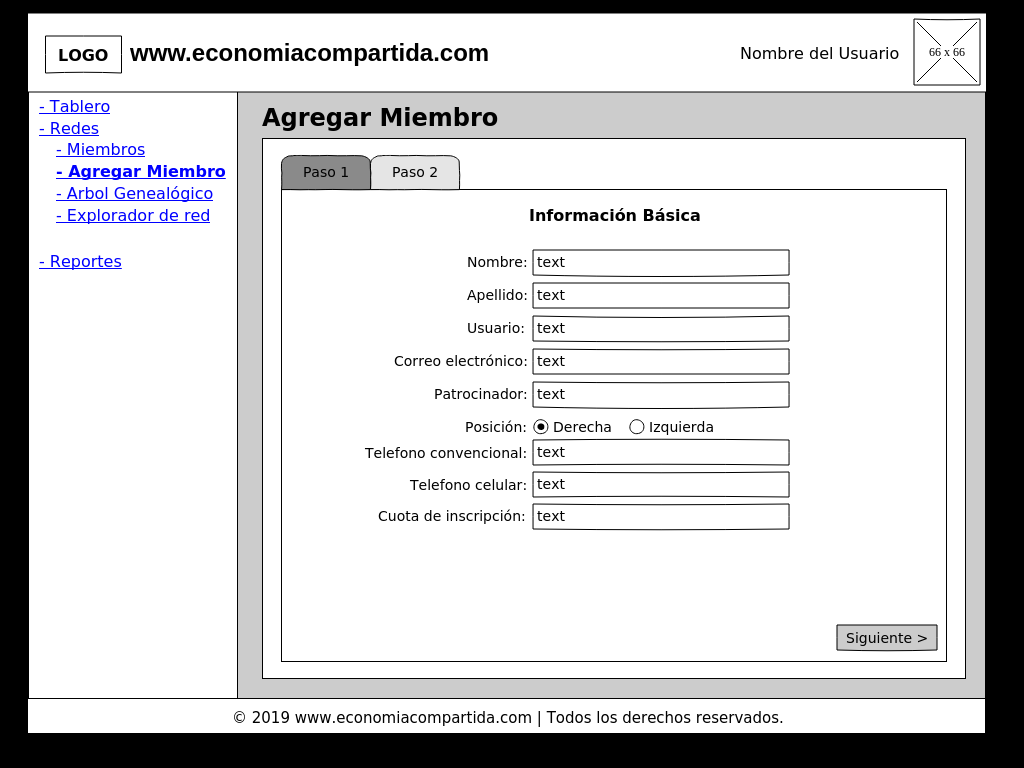 LOGO www.economiacompartida.com Nombre del Usuario 66 x 66
- Tablero
- Redes
- Miembros
- Agregar Miembro
- Arbol Genealógico
- Explorador de red
- Reportes
Agregar Miembro
Paso 1 Paso 2
Información Básica
Nombre: text
Apellido: text
Usuario: text
Correo electrónico: text
Patrocinador: text
Posición: Derecha Izquierda
Telefono convencional: text
Telefono celular: text
Cuota de inscripción: text
Siguiente >
© 2019 www.economiacompartida.com | Todos los derechos reservados.